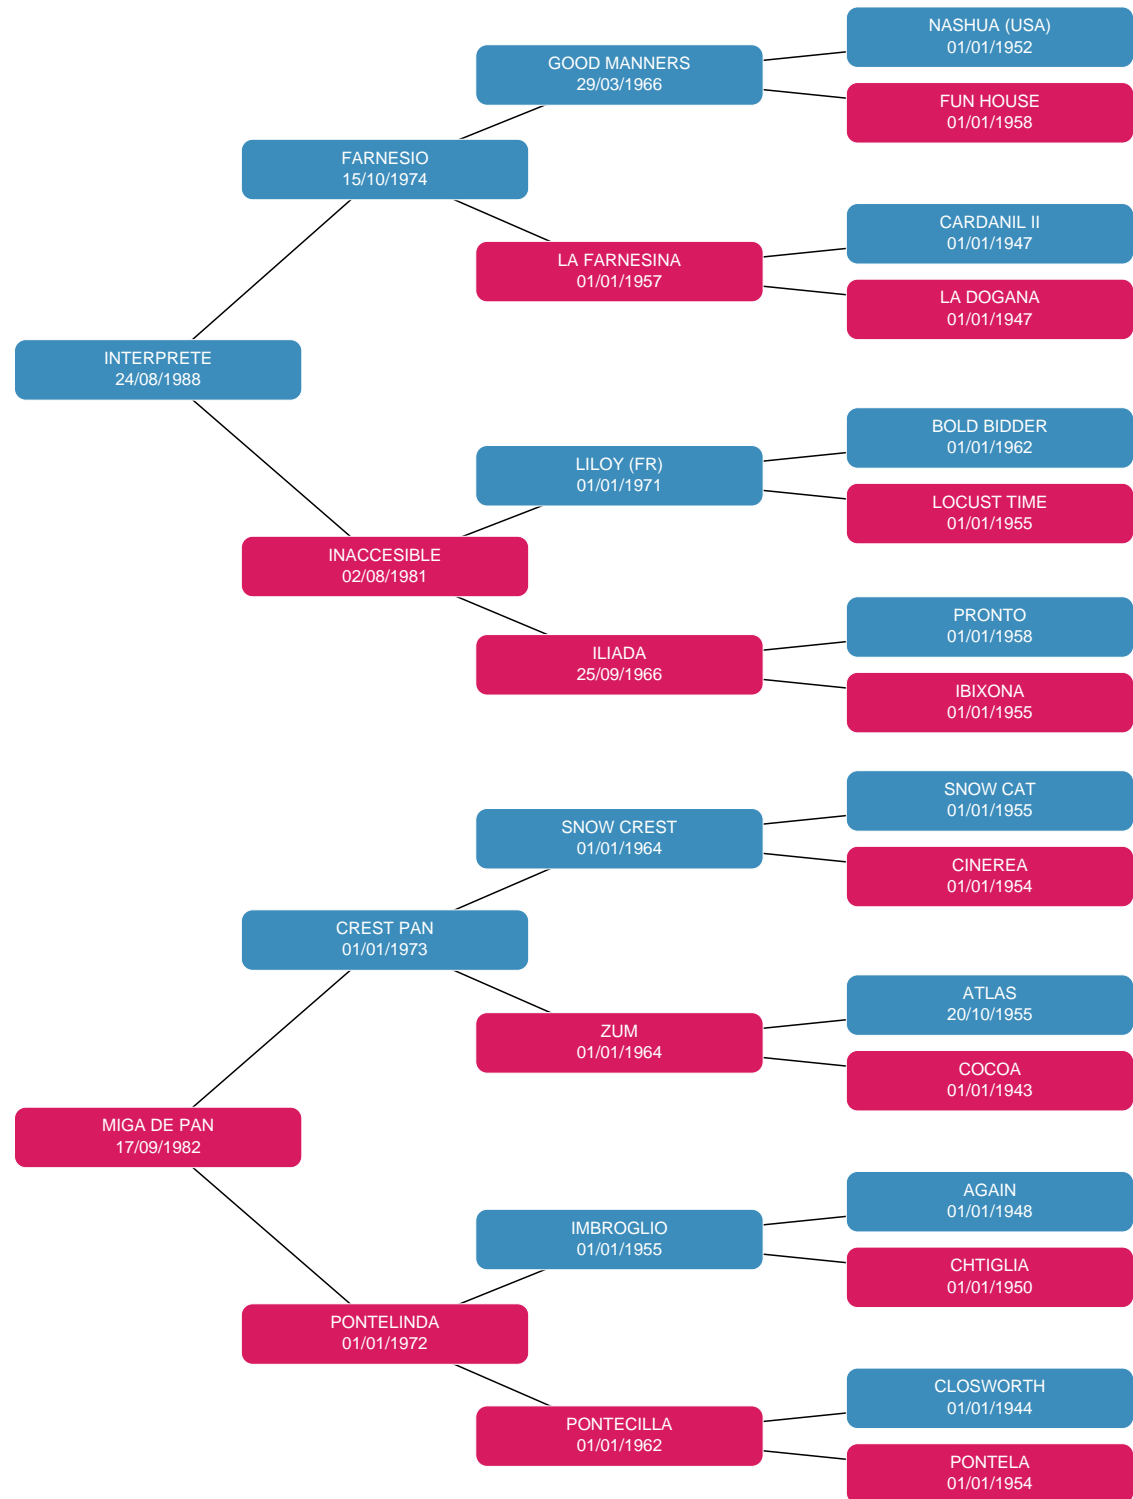 NASHUA (USA)
01/01/1952
GOOD MANNERS
29/03/1966
FUN HOUSE
01/01/1958
FARNESIO
15/10/1974
CARDANIL II
01/01/1947
LA FARNESINA
01/01/1957
LA DOGANA
01/01/1947
INTERPRETE
24/08/1988
BOLD BIDDER
01/01/1962
LILOY (FR)
01/01/1971
LOCUST TIME
01/01/1955
INACCESIBLE
02/08/1981
PRONTO
01/01/1958
ILIADA
25/09/1966
IBIXONA
01/01/1955
SNOW CAT
01/01/1955
SNOW CREST
01/01/1964
CINEREA
01/01/1954
CREST PAN
01/01/1973
ATLAS
20/10/1955
ZUM
01/01/1964
COCOA
01/01/1943
MIGA DE PAN
17/09/1982
AGAIN
01/01/1948
IMBROGLIO
01/01/1955
CHTIGLIA
01/01/1950
PONTELINDA
01/01/1972
CLOSWORTH
01/01/1944
PONTECILLA
01/01/1962
PONTELA
01/01/1954